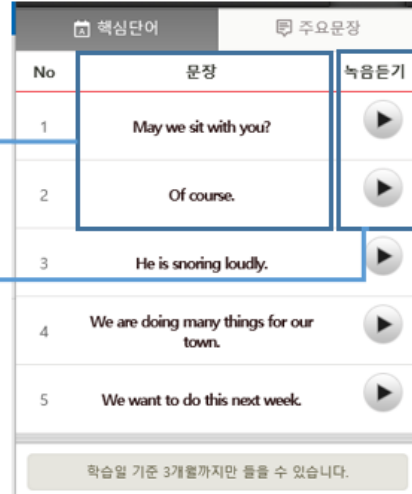 핵심단어 주요문장
No 문장 녹음듣기
1 May we sit with you?
2 Of course.
3 He is snoring loudly.
4 We are doing many things for our
town.
5 We want to do this next week.
학습일 기준 3개월까지만 들을 수 있습니다.